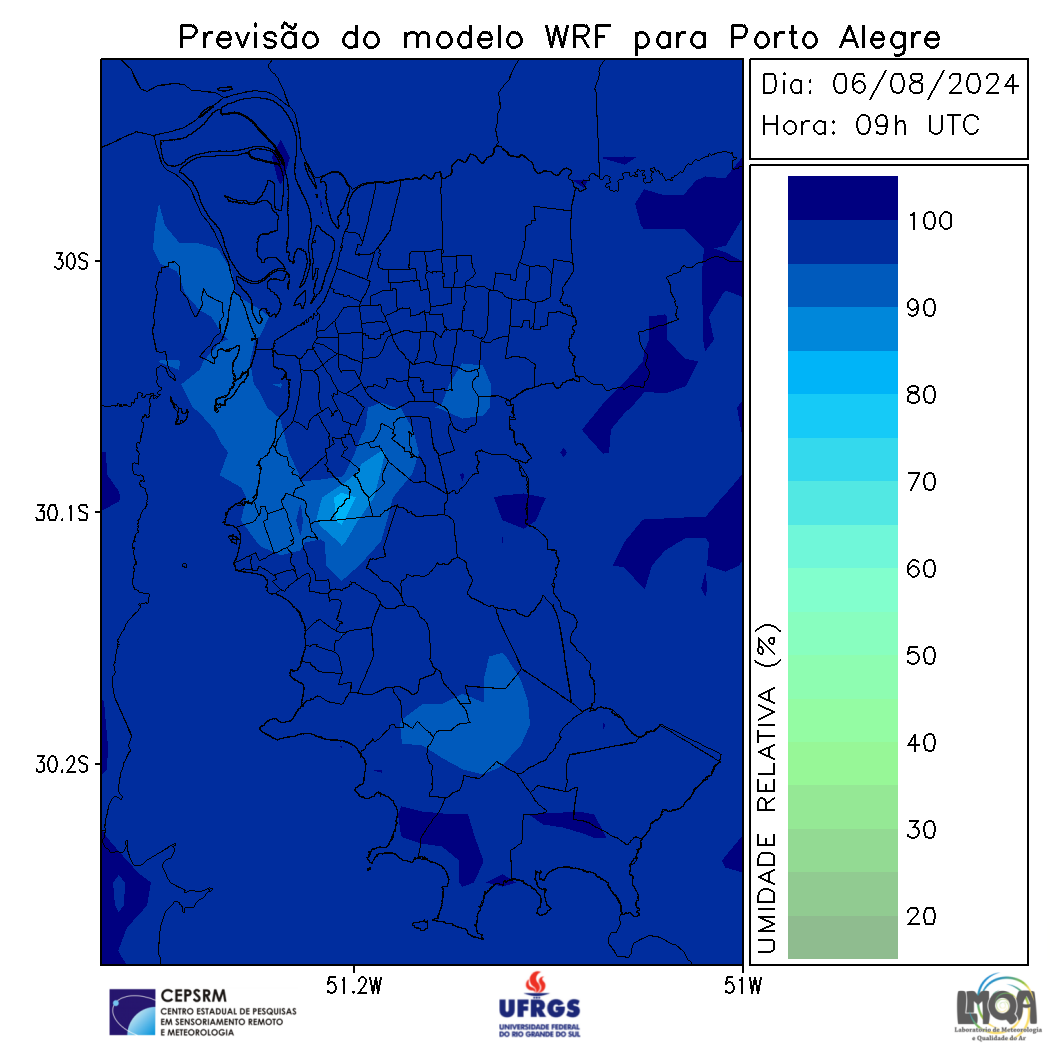 Previsão do modelo WRF para Porto Alegre
Dia: 06/08/2024
Hora: 09h UTC
30S
30.1S
30.2S
51.2W
51W
UMIDADE RELATIVA (%)
100
90
80
70
60
50
40
30
20
CEPSRM
CENTRO ESTADUAL DE PESQUISAS
EM SENSORIAMENTO REMOTO
E METEOROLOGIA
UFRGS
UNIVERSIDADE FEDERAL
DO RIO GRANDE DO SUL
LMQA
Laboratório de Meteorologia
e Qualidade do Ar